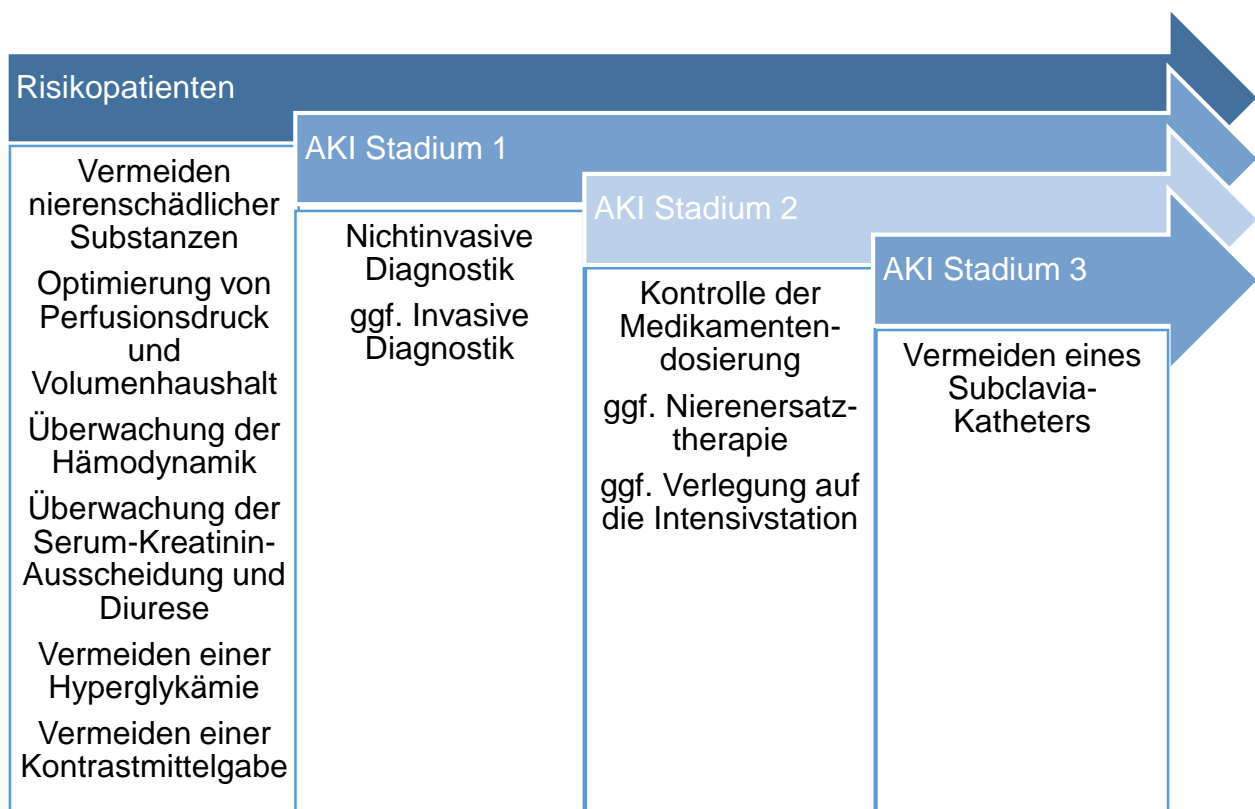 Risikopatienten
Vermeiden
nierenschädlicher
Substanzen
Optimierung von
Perfusionsdruck
und
Volumenhaushalt
Überwachung der
Hämodynamik
Überwachung der
Serum-Kreatinin-
Ausscheidung und
Diurese
Vermeiden einer
Hyperglykämie
Vermeiden einer
Kontrastmittelgabe
AKI Stadium 1
Nichtinvasive
Diagnostik
ggf. Invasive
Diagnostik
AKI Stadium 2
Kontrolle der
Medikamenten-
dosierung
ggf. Nierenersatz-
therapie
ggf. Verlegung auf
die Intensivstation
AKI Stadium 3
Vermeiden eines
Subclavia-
Katheters